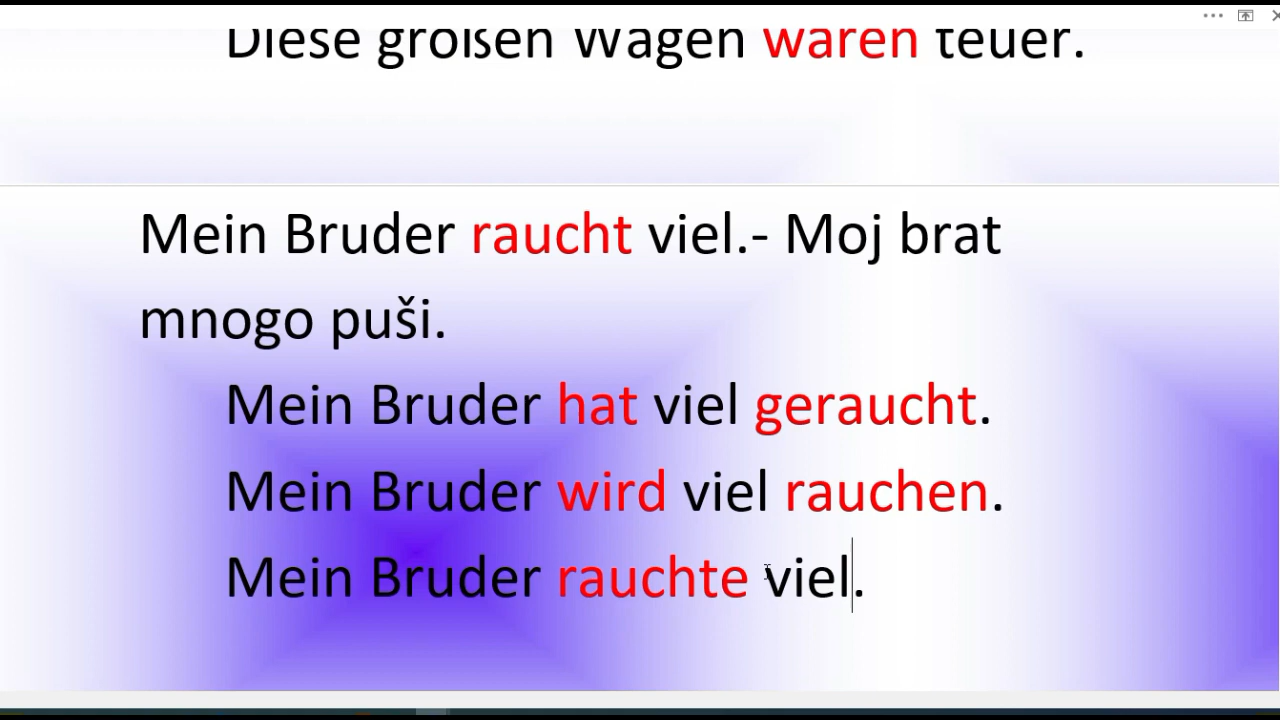 Diese großen Wagen waren teuer.
Mein Bruder raucht viel.- Moj brat
mnogo puši.
Mein Bruder hat viel geraucht.
Mein Bruder wird viel rauchen.
Mein Bruder rauchte viel.